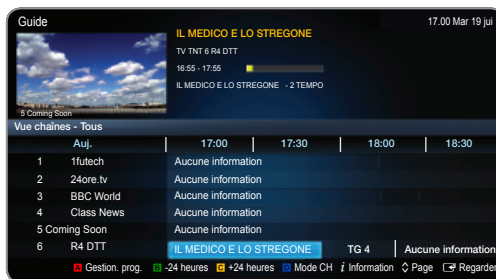 Guide
17.00 Mar 19 jui
IL MEDICO E LO STREGONE
TV TNT 6 R4 DTT
16:55 - 17:55
IL MEDICO E LO STREGONE - 2 TEMPO
5 Coming Soon
Vue chaînes - Tous
Auj. 17:00 17:30 18:00 18:30
1 1futech Aucune information
2 24ore.tv Aucune information
3 BBC World Aucune information
4 Class News Aucune information
5 Coming Soon Aucune information
6 R4 DTT IL MEDICO E LO STREGONE TG 4 Aucune information
A Gestion. prog. B -24 heures C +24 heures D Mode CH i Information Page Regarder